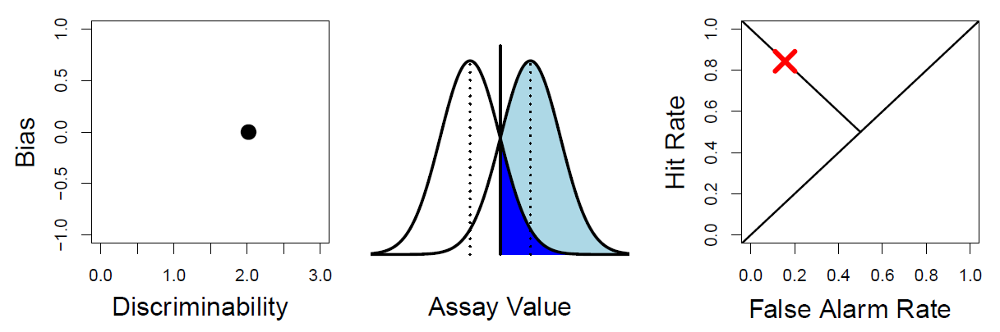 Bias
1.0
0.5
0.0
−0.5
−1.0
0.0 1.0 2.0 3.0
Discriminability
Assay Value
Hit Rate
1.0
0.8
0.6
0.4
0.2
0.0
0.0 0.2 0.4 0.6 0.8 1.0
False Alarm Rate